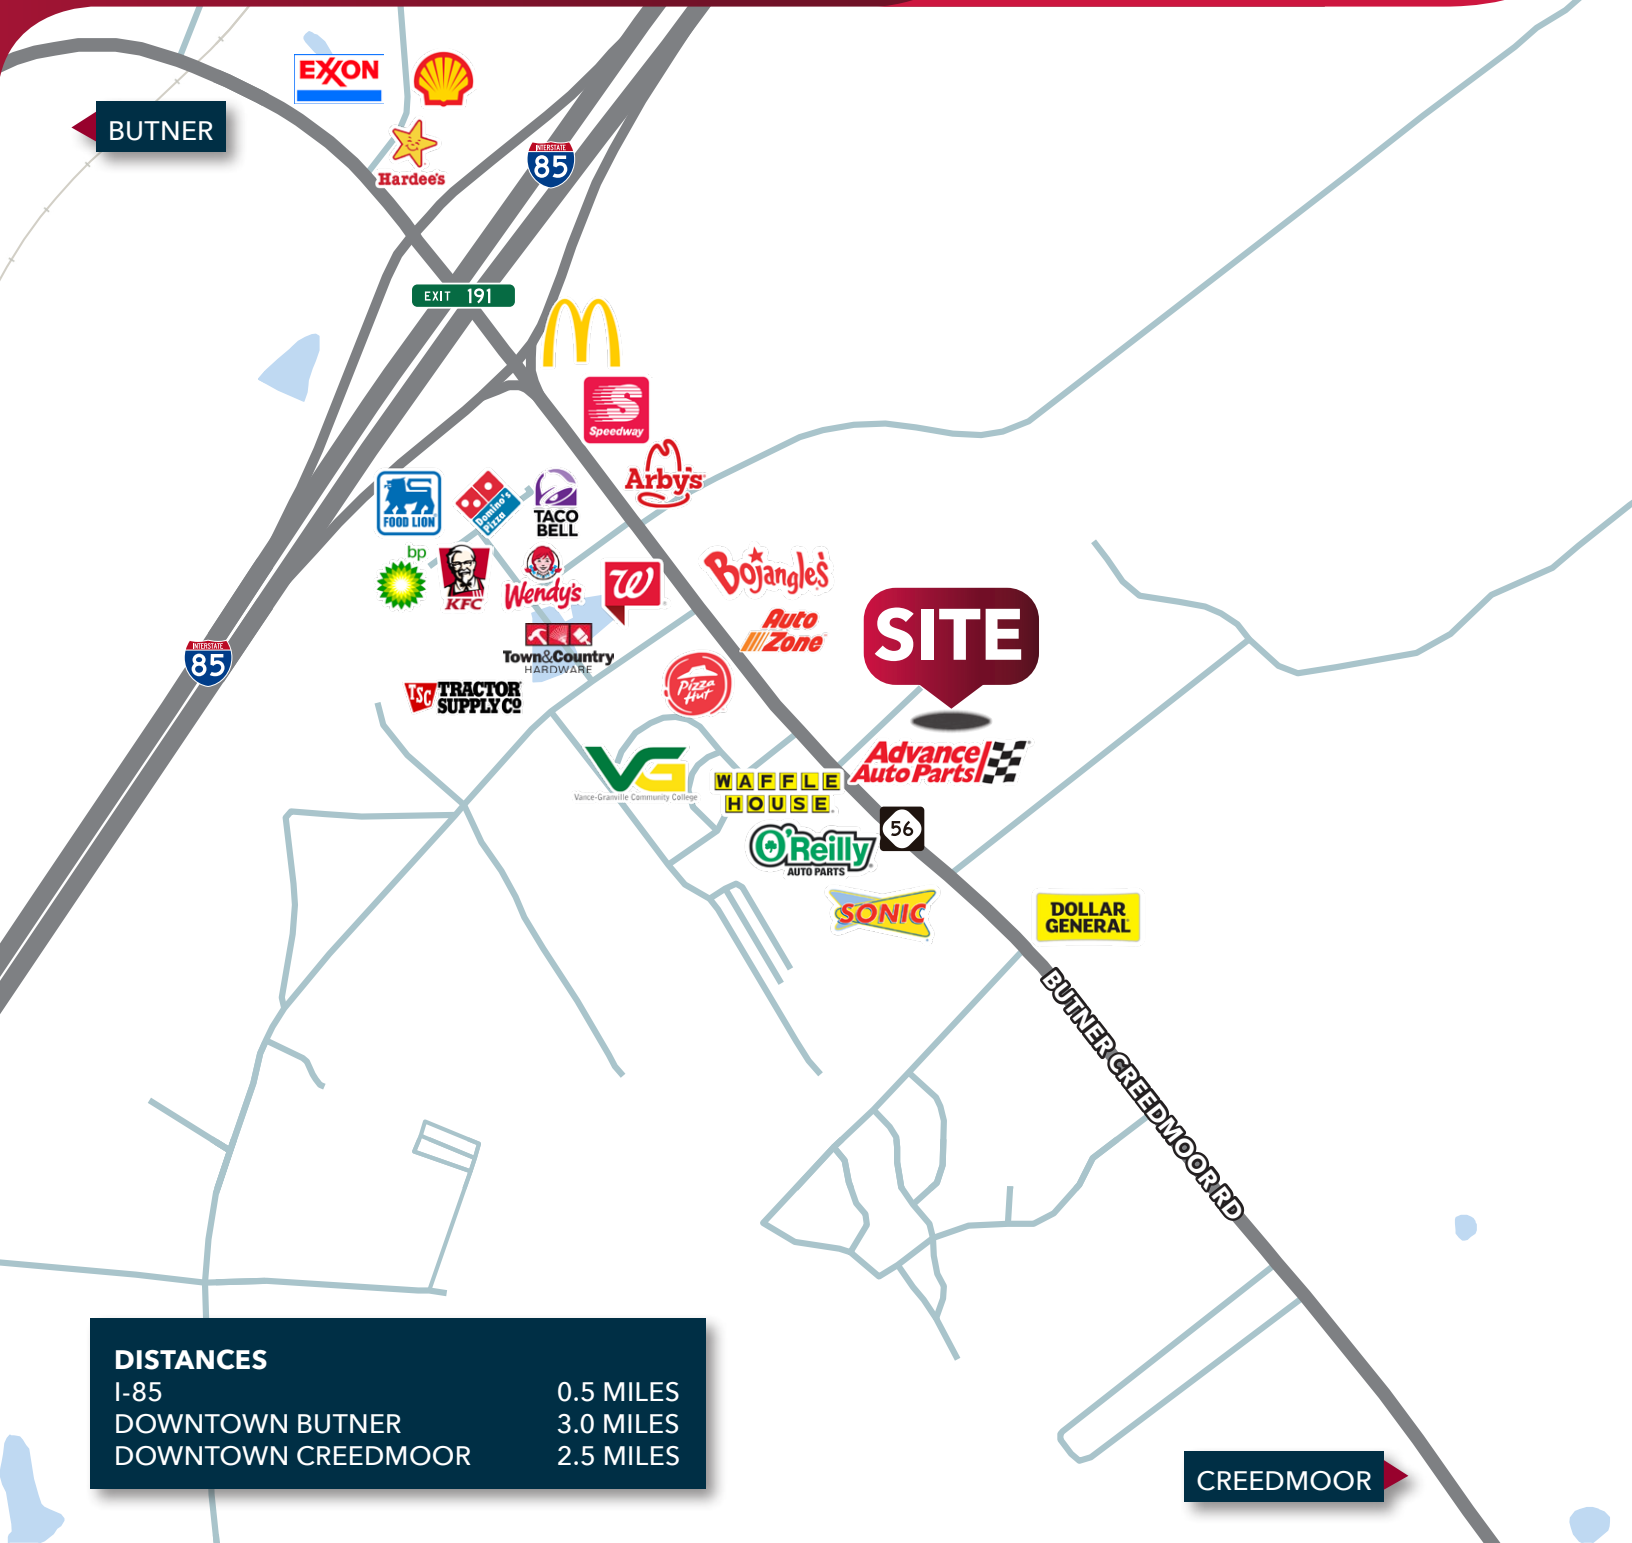 EXXON
BUTNER
Hardee's
INTERSTATE
85
EXIT 191
Speedway
Arby's
FOOD LION
Domino's
Pizza
TACO
BELL
bp
KFC
Wendy's
W
Bojangles'
Auto
Zone
SITE
INTERSTATE
85
Town&Country
HARDWARE
TSC TRACTOR
SUPPLY CO
Pizza
Hut
Advance
Auto Parts
VG
Vance-Granville Community College
WAFFLE
HOUSE
56
O'Reilly
AUTO PARTS
SONIC
DOLLAR
GENERAL
BUTNER CREEDMOOR RD
DISTANCES
I-85 0.5 MILES
DOWNTOWN BUTNER 3.0 MILES
DOWNTOWN CREEDMOOR 2.5 MILES
CREEDMOOR